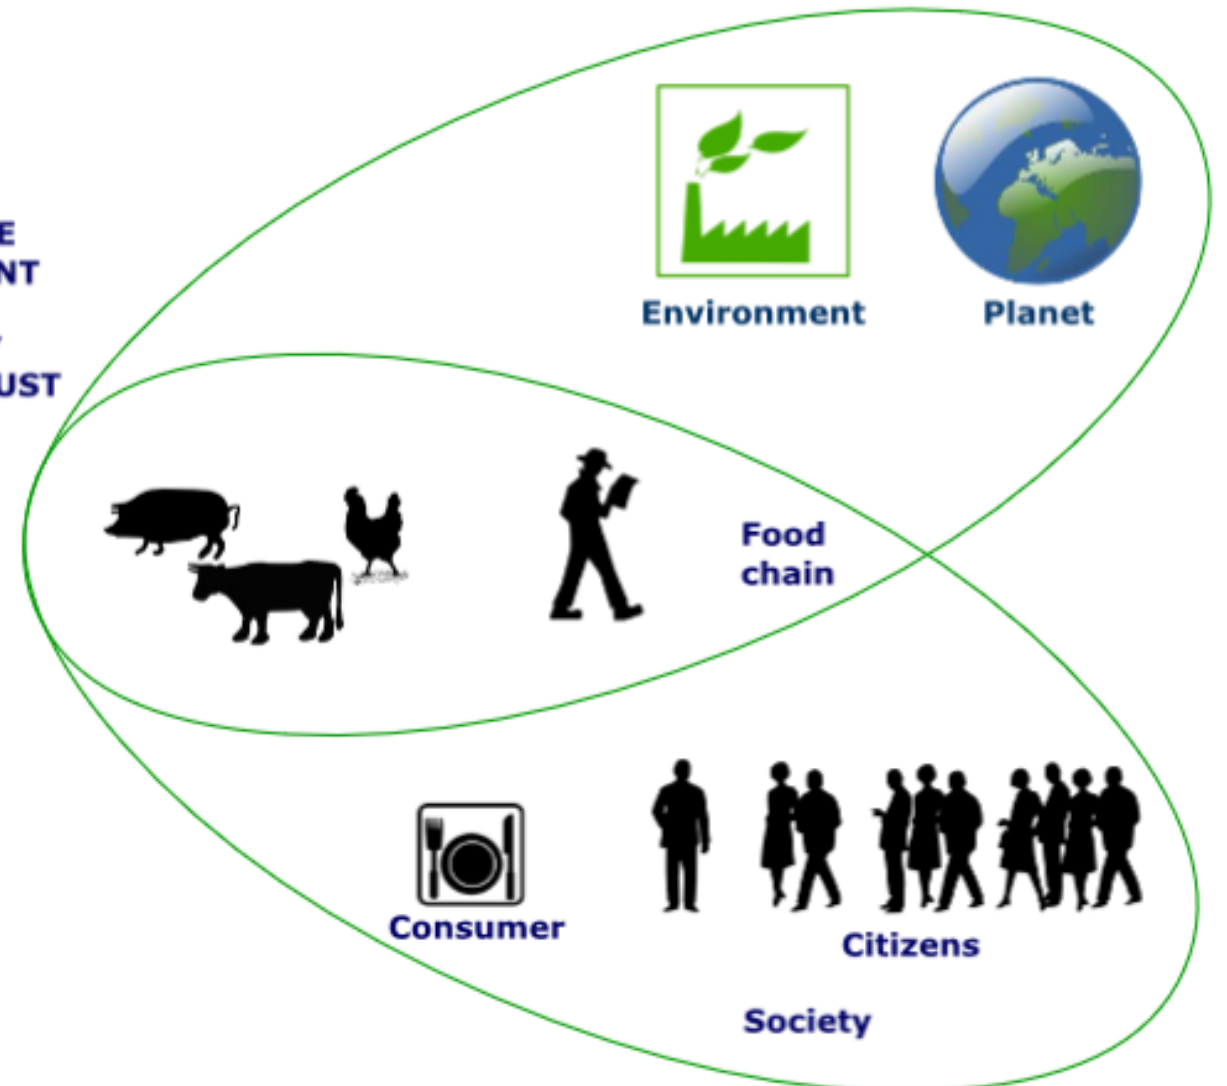 Environment
Planet
Food
chain
Consumer
Citizens
Society